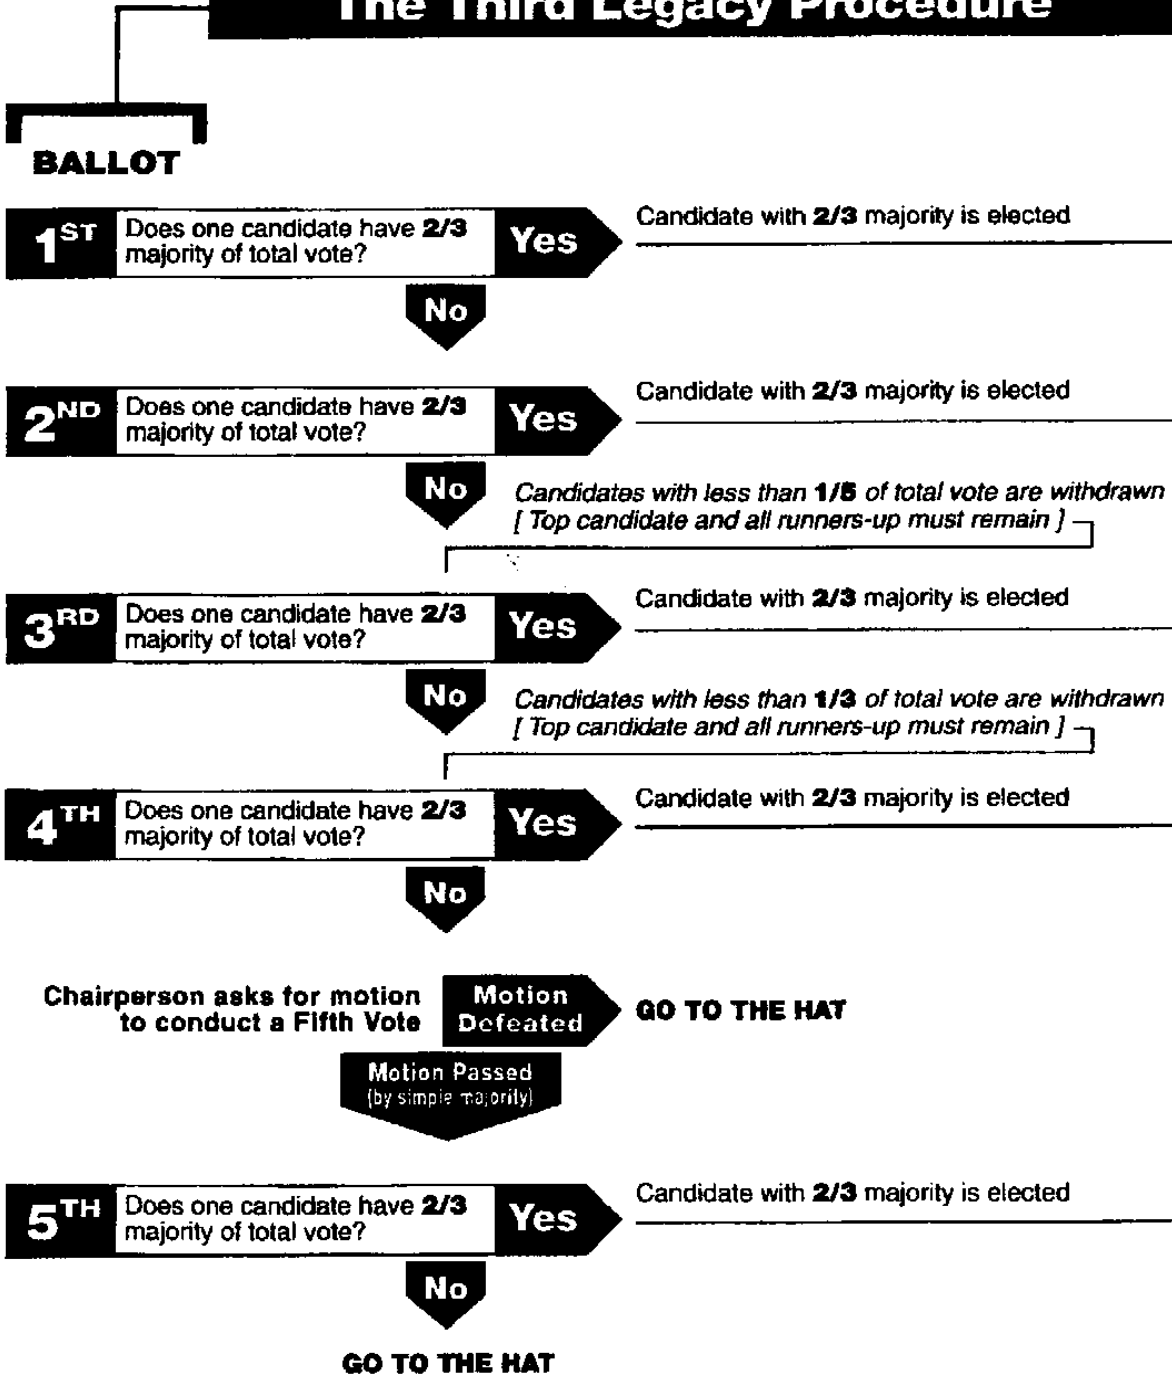 The Third Legacy Procedure
BALLOT
1ST Does one candidate have 2/3
majority of total vote?
Yes
Candidate with 2/3 majority is elected
No
2ND Does one candidate have 2/3
majority of total vote?
Yes
Candidate with 2/3 majority is elected
No
Candidates with less than 1/5 of total vote are withdrawn
[ Top candidate and all runners-up must remain ]
3RD Does one candidate have 2/3
majority of total vote?
Yes
Candidate with 2/3 majority is elected
No
Candidates with less than 1/3 of total vote are withdrawn
[ Top candidate and all runners-up must remain ]
4TH Does one candidate have 2/3
majority of total vote?
Yes
Candidate with 2/3 majority is elected
No
Chairperson asks for motion
to conduct a Fifth Vote
Motion
Defeated
GO TO THE HAT
Motion Passed
(by simple majority)
5TH Does one candidate have 2/3
majority of total vote?
Yes
Candidate with 2/3 majority is elected
No
GO TO THE HAT